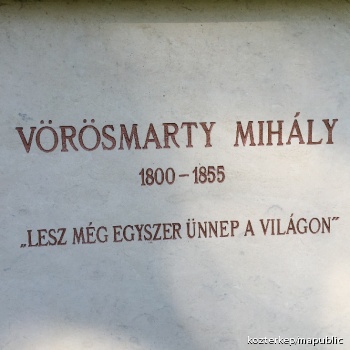 VÖRÖSMARTY MIHÁLY
1800-1855
„LESZ MÉG EGYSZER ÜNNEP A VILÁGON”
kozterkep/mapublic